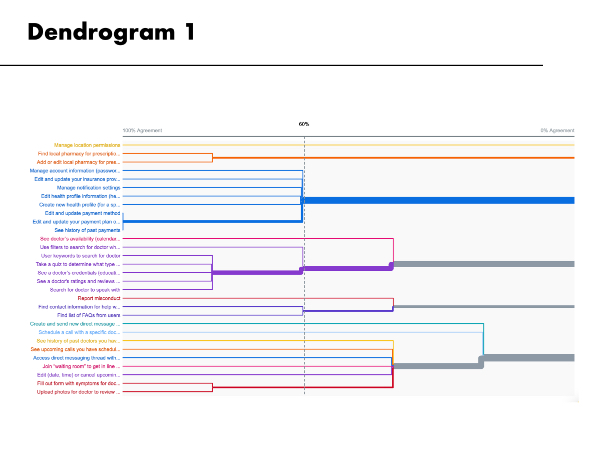 Dendrogram 1
60%
100% Agreement
0% Agreement
Manage location permissions
Find local pharmacy for prescriptio...
Add or edit local pharmacy for pres...
Manage account information (passwor...
Edit and update your insurance prov...
Manage notification settings
Edit health profile information (he...
Create new health profile (for a sp...
Edit and update payment method
Edit and update your payment plan o...
See history of past payments
See doctor's availability (calendar...
Use filters to search for doctor wh...
User keywords to search for doctor
Take a quiz to determine what type ...
See a doctor's credentials (educati...
See a doctor's ratings and reviews ...
Search for doctor to speak with
Report misconduct
Find contact information for help w...
Find list of FAQs from users
Create and send new direct message ...
Schedule a call with a specific doc...
See history of past doctors you hav...
See upcoming calls you have schedul...
Access direct messaging thread with...
Join "waiting room" to get in line ...
Edit (date, time) or cancel upcomin...
Fill out form with symptoms for doc...
Upload photos for doctor to review ...